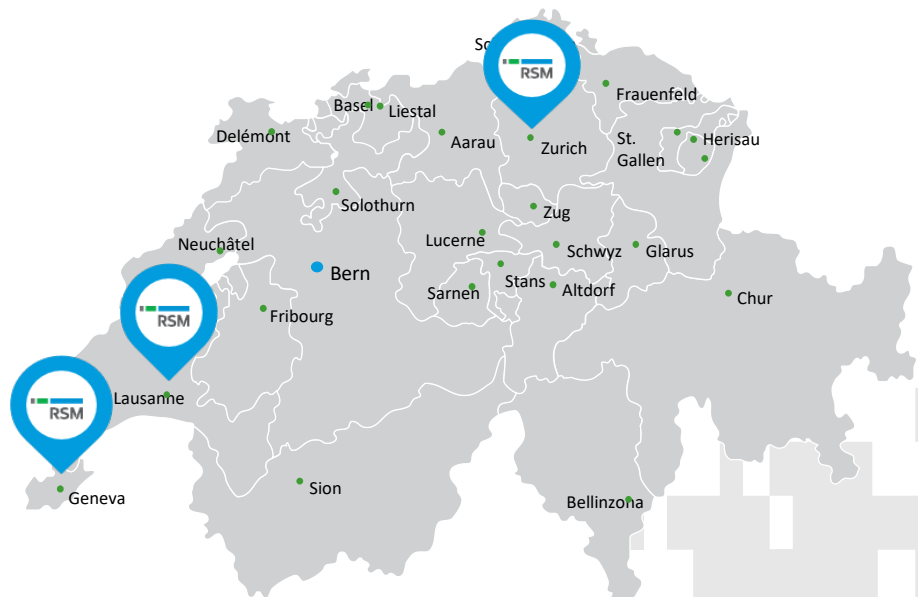 RSM
Frauenfeld
Basel
Liestal
Delémont
Aarau
Zurich
St.
Gallen
Herisau
Solothurn
Zug
Neuchâtel
Lucerne
Schwyz
Glarus
Bern
Stans
Sarnen
Altdorf
Chur
RSM
Fribourg
RSM
Lausanne
Geneva
Sion
Bellinzona